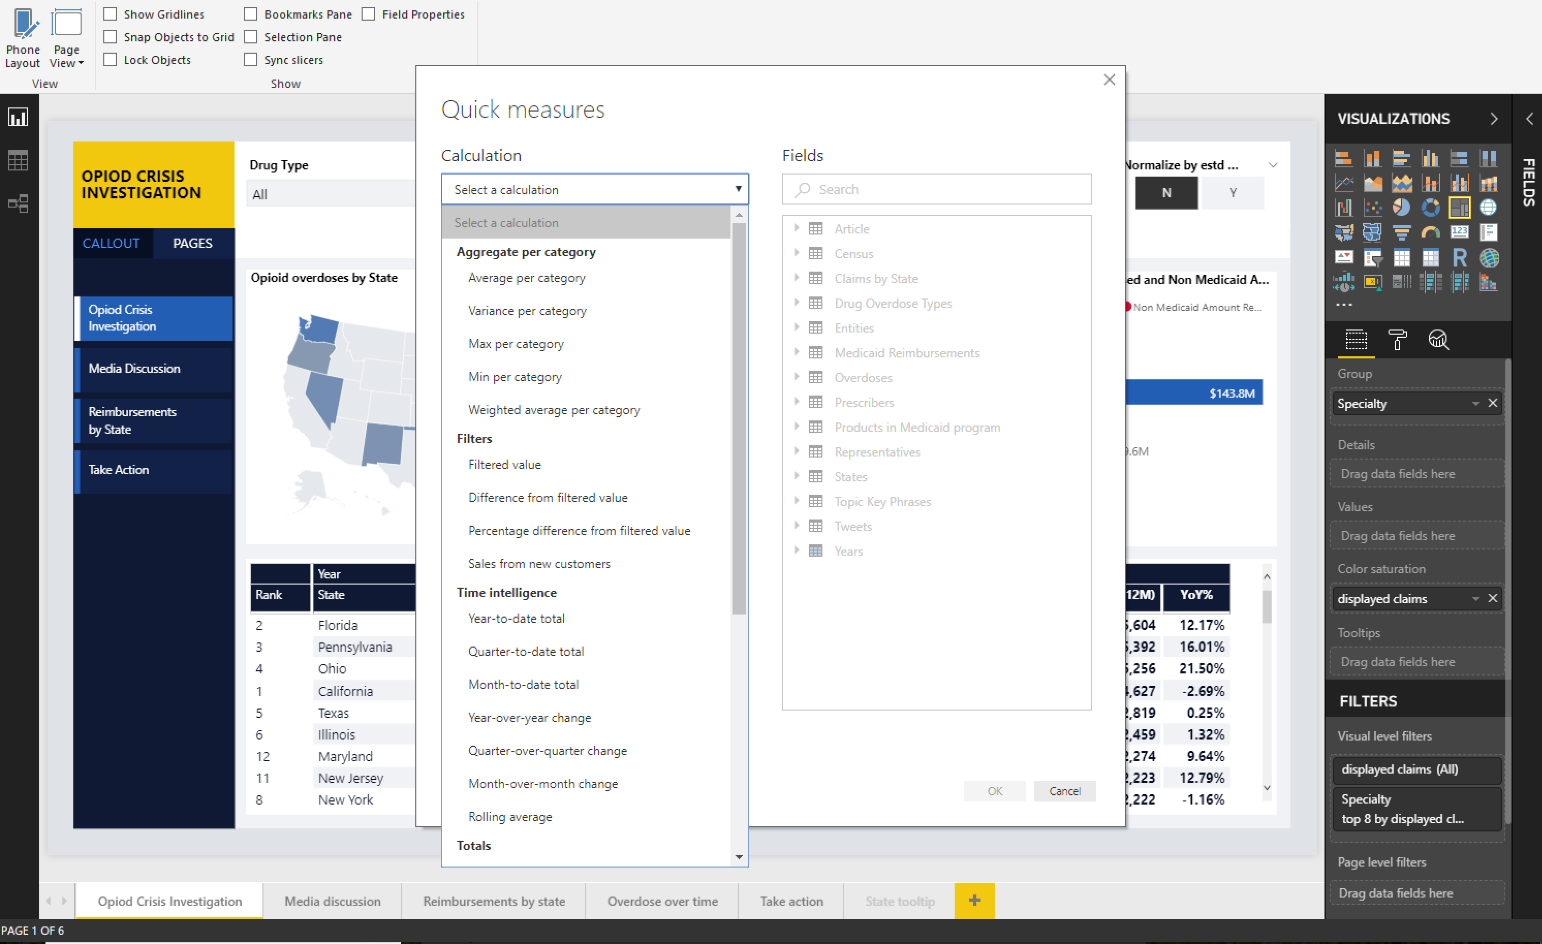 Show Gridlines
Bookmarks Pane
Field Properties
Snap Objects to Grid
Selection Pane
Lock Objects
Sync slicers
Phone
Layout
Page
View
View
Show
OPIOD CRISIS
INVESTIGATION
CALLOUT
PAGES
Opiod Crisis
Investigation
Media Discussion
Reimbursements
by State
Take Action
Drug Type
All
Opioid overdoses by State
Year
Rank
State
2 Florida
3 Pennsylvania
4 Ohio
1 California
5 Texas
6 Illinois
12 Maryland
11 New Jersey
8 New York
Quick measures
Calculation
Select a calculation
Select a calculation
Aggregate per category
Average per category
Variance per category
Max per category
Min per category
Weighted average per category
Filters
Filtered value
Difference from filtered value
Percentage difference from filtered value
Sales from new customers
Time intelligence
Year-to-date total
Quarter-to-date total
Month-to-date total
Year-over-year change
Quarter-over-quarter change
Month-over-month change
Rolling average
Totals
Fields
Search
Article
Census
Claims by State
Drug Overdose Types
Entities
Medicaid Reimbursements
Overdoses
Prescribers
Products in Medicaid program
Representatives
States
Topic Key Phrases
Tweets
Years
OK
Cancel
Normalize by estd ...
N
Y
ed and Non Medicaid A...
Non Medicaid Amount Re...
$143.8M
9.6M
12M) YoY%
5,604 12.17%
5,392 16.01%
5,256 21.50%
4,627 -2.69%
2,819 0.25%
2,459 1.32%
2,274 9.64%
2,223 12.79%
2,222 -1.16%
VISUALIZATIONS
FIELDS
123
R
Group
Specialty
Details
Drag data fields here
Values
Drag data fields here
Color saturation
displayed claims
Tooltips
Drag data fields here
FILTERS
Visual level filters
displayed claims (All)
Specialty
top 8 by displayed cl...
Page level filters
Drag data fields here
Opiod Crisis Investigation
Media discussion
Reimbursements by state
Overdose over time
Take action
State tooltip
PAGE 1 OF 6